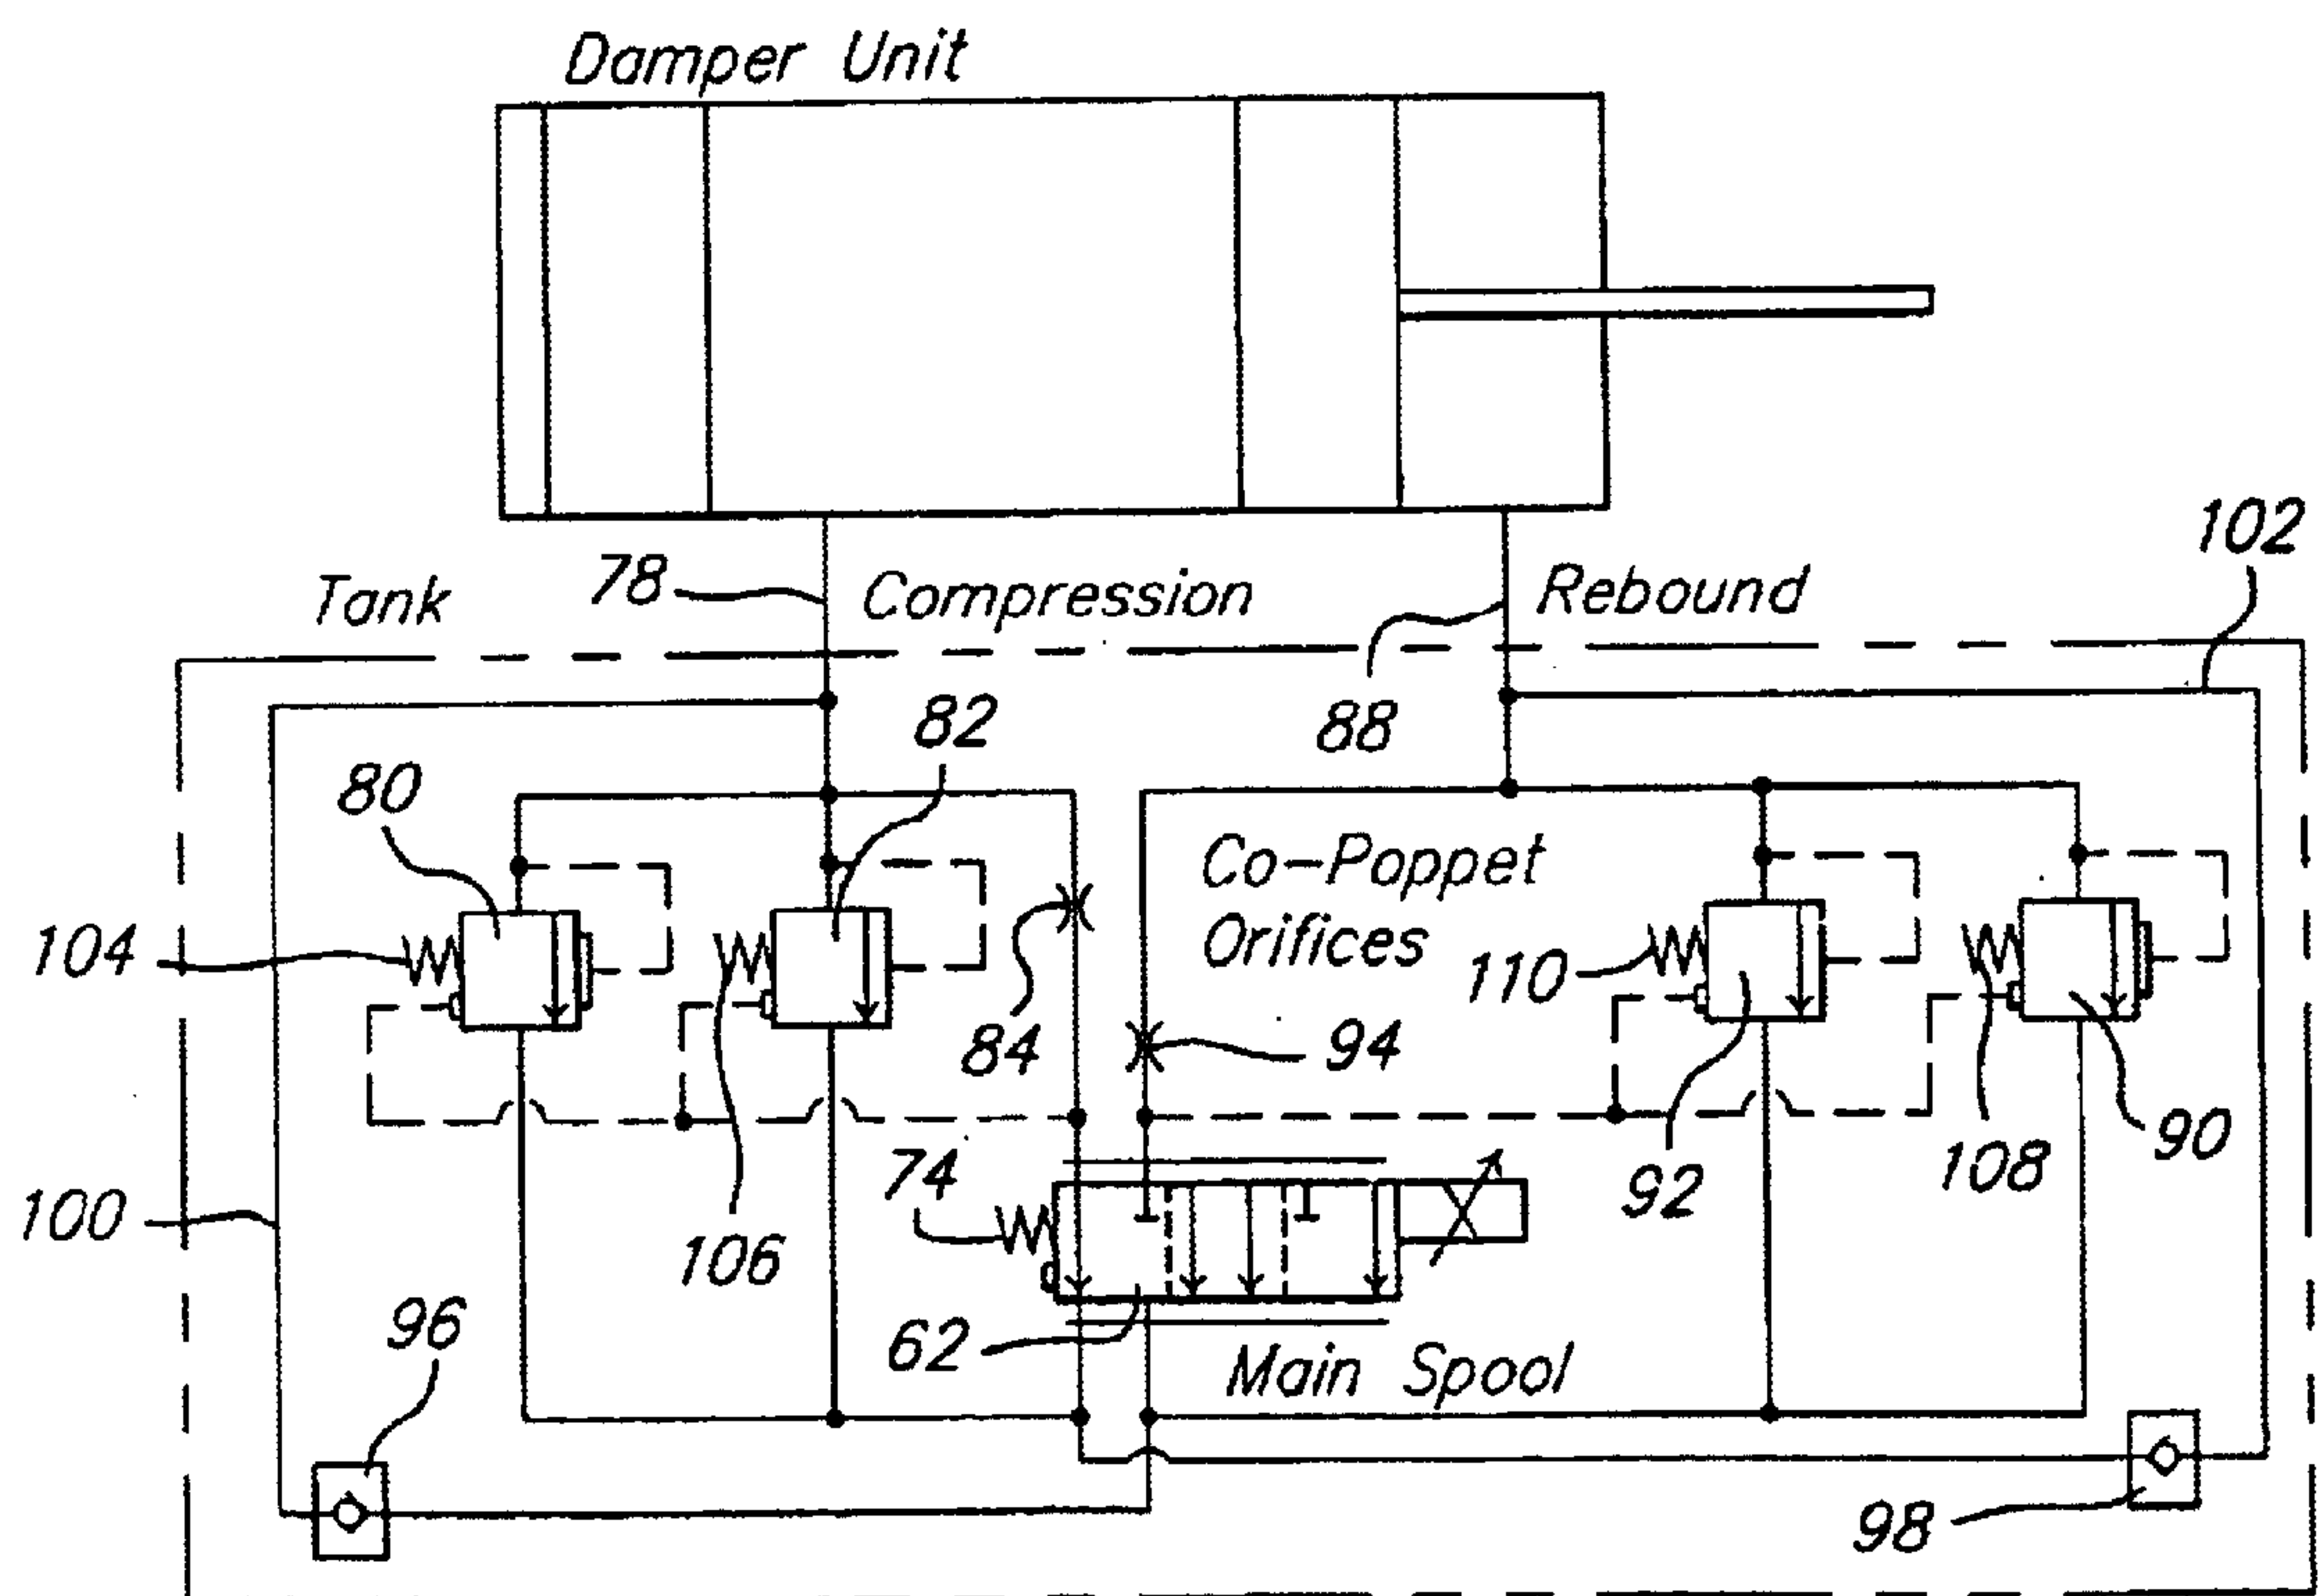 Damper Unit
102
Tank
78
Compression
Rebound
88
82
80
Co-Poppet
Orifices
104
110
84
94
74
92
108
90
100
106
96
62
Main Spool
98